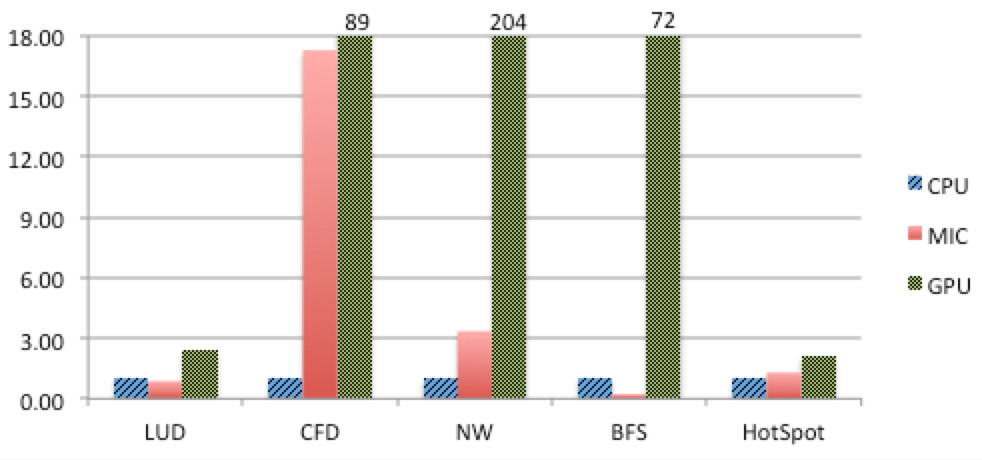 89 204 72
18.00
15.00
12.00
9.00
6.00
3.00
0.00
LUD CFD NW BFS HotSpot
CPU
MIC
GPU